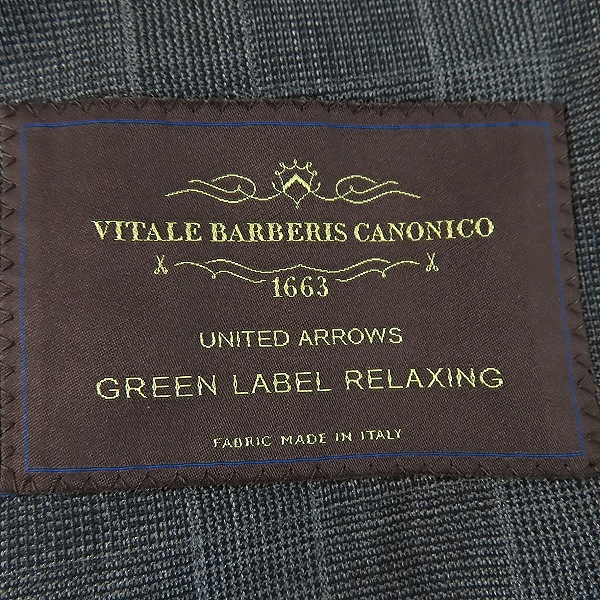 VITALE BARBERIS CANONICO
1663
UNITED ARROWS
GREEN LABEL RELAXING
FABRIC MADE IN ITALY